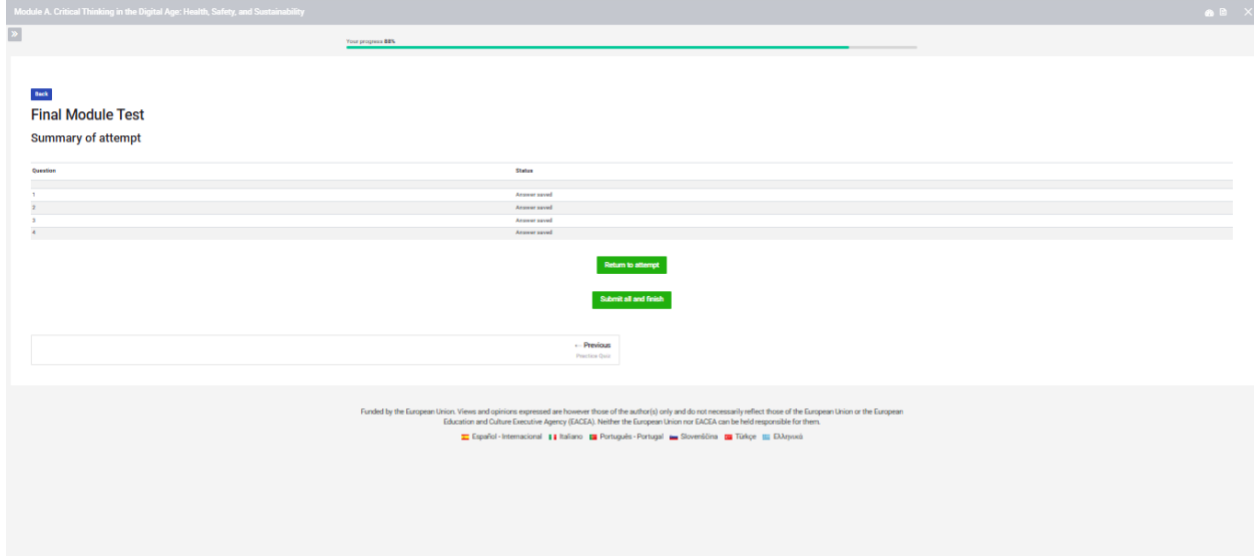 Module A. Critical Thinking in the Digital Age: Health, Safety, and Sustainability
»
Your progress 88%
Back
Final Module Test
Summary of attempt
Question Status
1 Answer saved
2 Answer saved
3 Answer saved
4 Answer saved
Return to attempt
Submit all and finish
← Previous
Practice Quiz
Funded by the European Union. Views and opinions expressed are however those of the author(s) only and do not necessarily reflect those of the European Union or the European
Education and Culture Executive Agency (EACEA). Neither the European Union nor EACEA can be held responsible for them.
Español - Internacional Italiano Português - Portugal Slovenščina Türkçe Ελληνικά